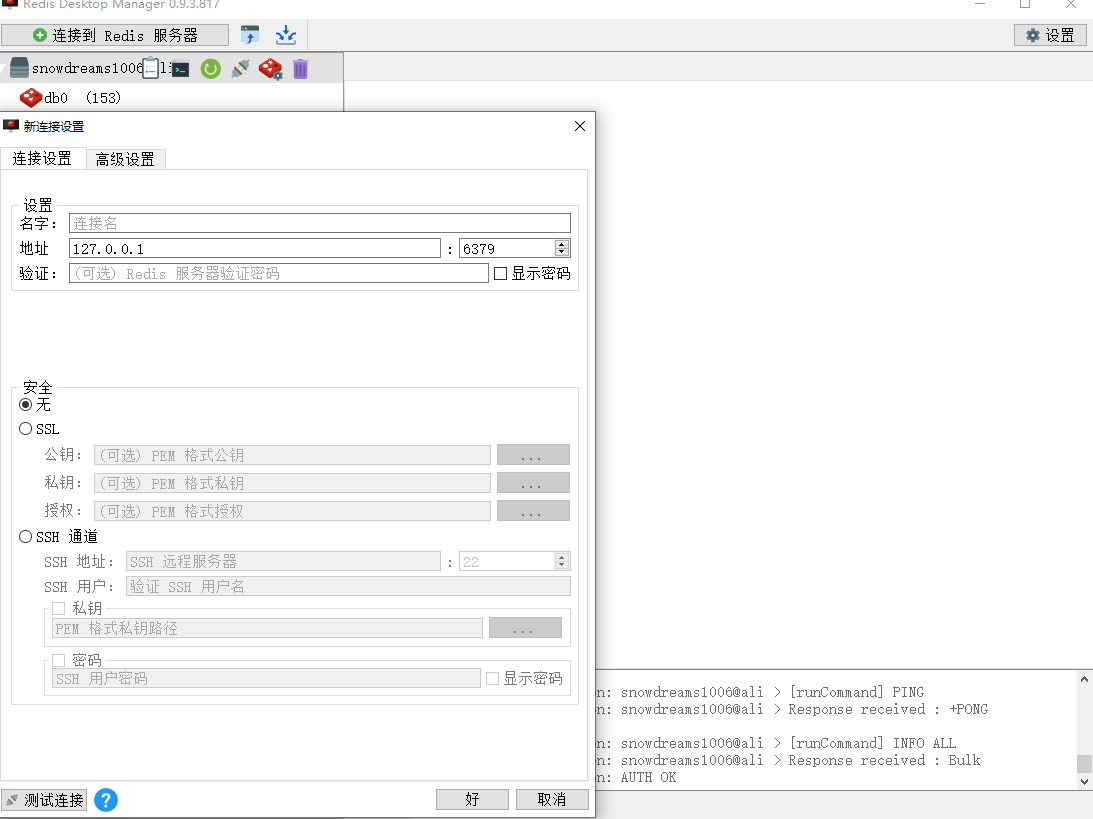 Redis Desktop Manager 0.9.3.817
连接到 Redis 服务器
设置
snowdreams1006
db0 (153)
新连接设置
连接设置
高级设置
设置
名字: 连接名
地址 127.0.0.1 : 6379
验证: (可选) Redis 服务器验证密码 显示密码
安全
无
SSL
公钥: (可选) PEM 格式公钥 ...
私钥: (可选) PEM 格式私钥 ...
授权: (可选) PEM 格式授权 ...
SSH 通道
SSH 地址: SSH 远程服务器 : 22
SSH 用户: 验证 SSH 用户名
私钥
PEM 格式私钥路径 ...
密码
SSH 用户密码 显示密码
n: snowdreams1006@ali > [runCommand] PING
n: snowdreams1006@ali > Response received : +PONG
n: snowdreams1006@ali > [runCommand] INFO ALL
n: snowdreams1006@ali > Response received : Bulk
n: AUTH OK
测试连接 ? 好 取消